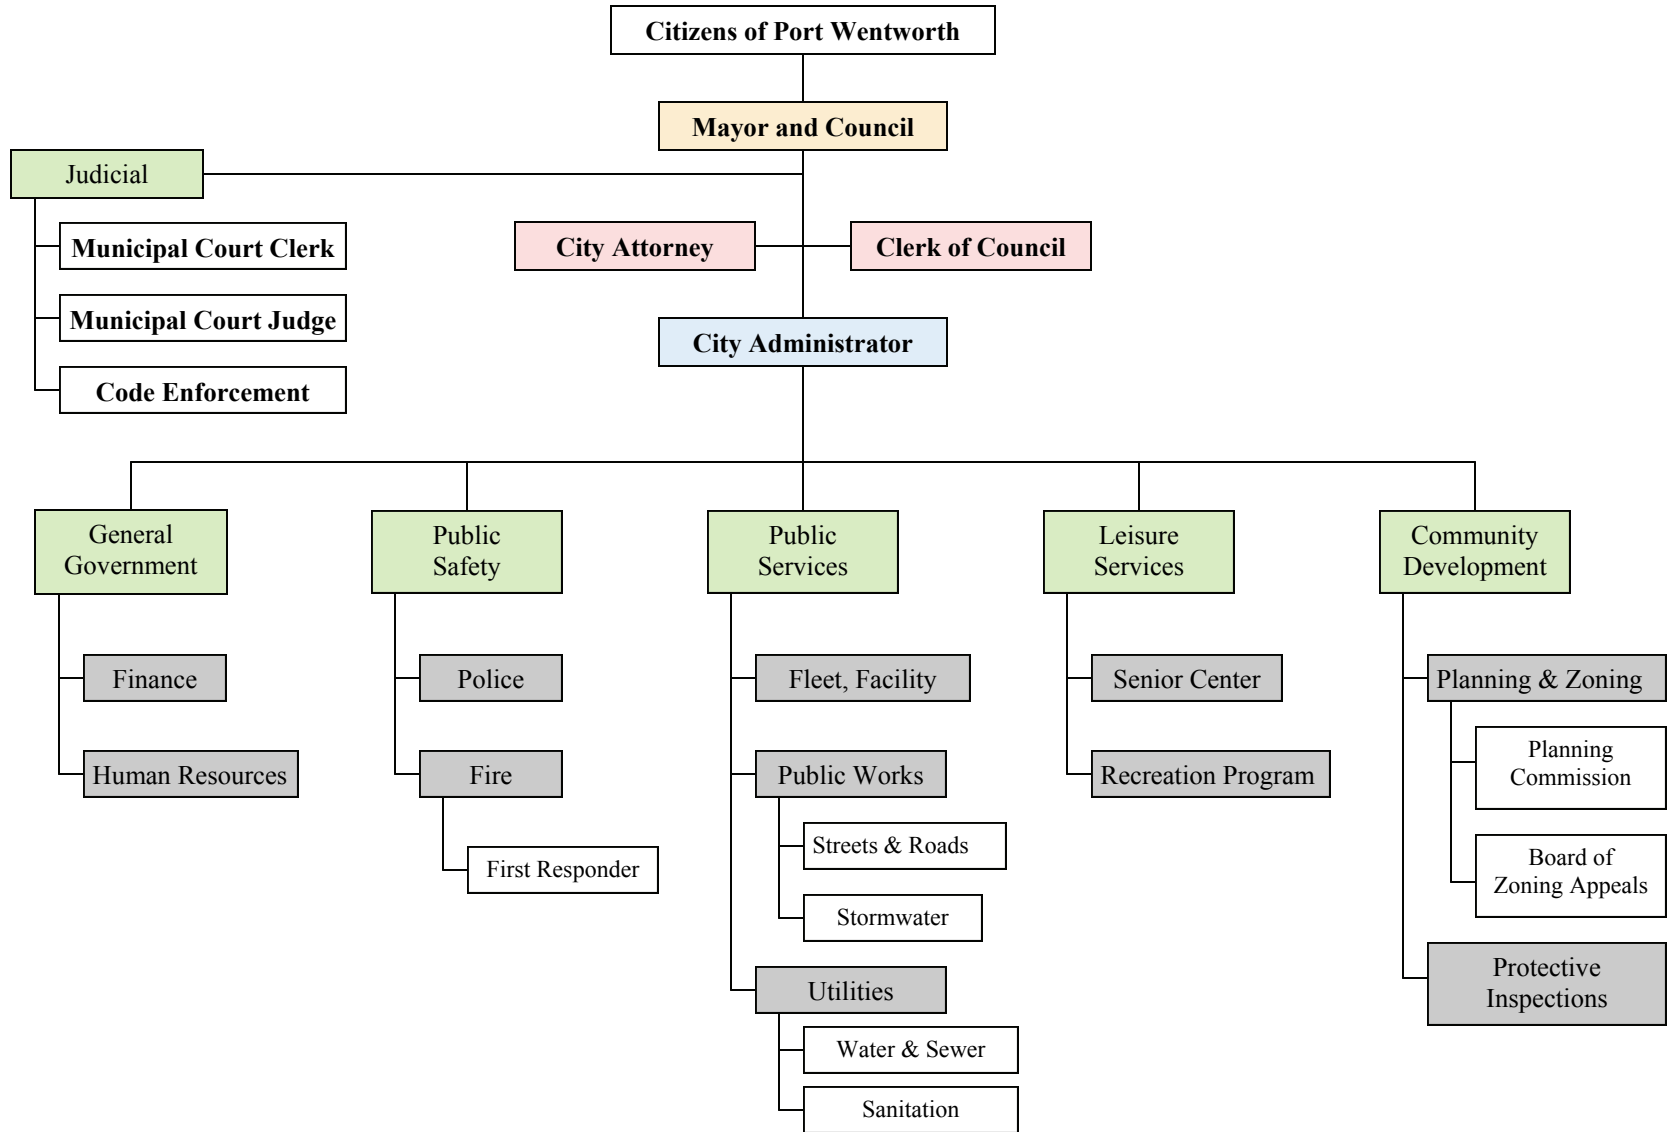 Citizens of Port Wentworth
Mayor and Council
Judicial
Municipal Court Clerk
City Attorney
Clerk of Council
Municipal Court Judge
City Administrator
Code Enforcement
General
Government
Public
Safety
Public
Services
Leisure
Services
Community
Development
Finance
Police
Fleet, Facility
Senior Center
Planning & Zoning
Human Resources
Fire
Public Works
Recreation Program
Planning
Commission
Streets & Roads
First Responder
Board of
Zoning Appeals
Stormwater
Utilities
Protective
Inspections
Water & Sewer
Sanitation